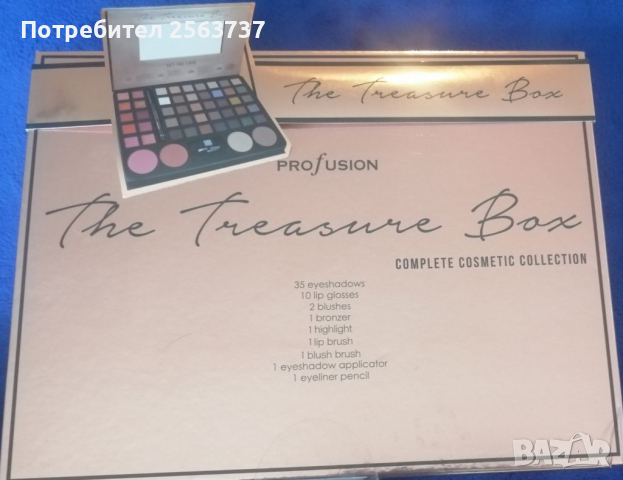 Потребител 2563737
The Treasure Box
PROfUSION
The Treasure Box
COMPLETE COSMETIC COLLECTION
35 eyeshadows
10 lip glosses
2 blushes
1 bronzer
1 highlight
1 lip brush
1 blush brush
1 eyeshadow applicator
1 eyeliner pencil
BAZAR